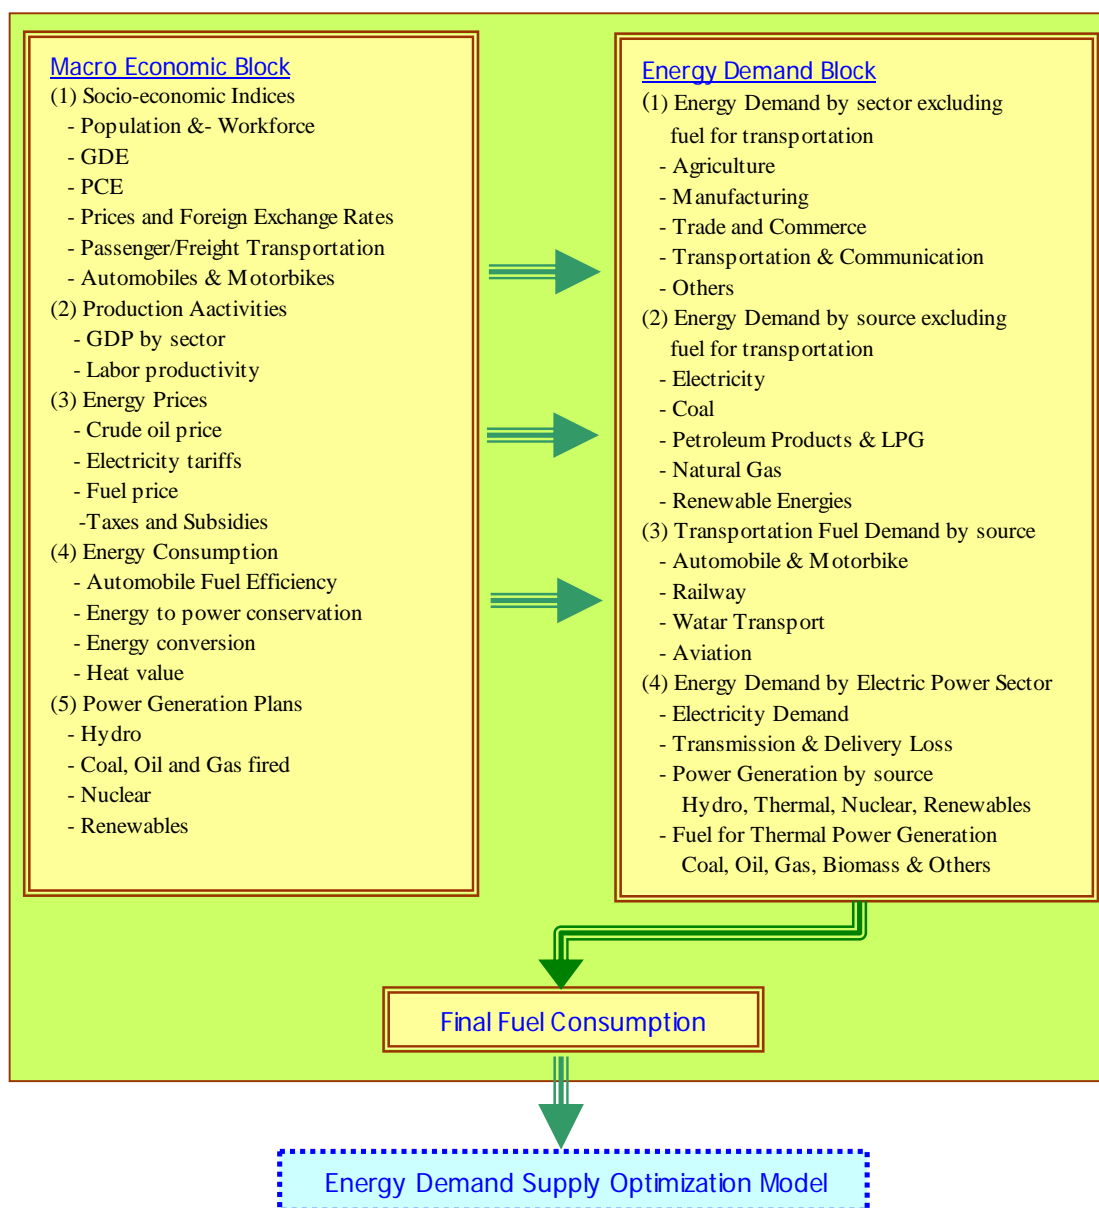 Macro Economic Block
(1) Socio-economic Indices
- Population &- Workforce
- GDE
- PCE
- Prices and Foreign Exchange Rates
- Passenger/Freight Transportation
- Automobiles & Motorbikes
(2) Production Aactivities
- GDP by sector
- Labor productivity
(3) Energy Prices
- Crude oil price
- Electricity tariffs
- Fuel price
-Taxes and Subsidies
(4) Energy Consumption
- Automobile Fuel Efficiency
- Energy to power conservation
- Energy conversion
- Heat value
(5) Power Generation Plans
- Hydro
- Coal, Oil and Gas fired
- Nuclear
- Renewables
Energy Demand Block
(1) Energy Demand by sector excluding
fuel for transportation
- Agriculture
- Manufacturing
- Trade and Commerce
- Transportation & Communication
- Others
(2) Energy Demand by source excluding
fuel for transportation
- Electricity
- Coal
- Petroleum Products & LPG
- Natural Gas
- Renewable Energies
(3) Transportation Fuel Demand by source
- Automobile & Motorbike
- Railway
- Watar Transport
- Aviation
(4) Energy Demand by Electric Power Sector
- Electricity Demand
- Transmission & Delivery Loss
- Power Generation by source
Hydro, Thermal, Nuclear, Renewables
- Fuel for Thermal Power Generation
Coal, Oil, Gas, Biomass & Others
Final Fuel Consumption
Energy Demand Supply Optimization Model